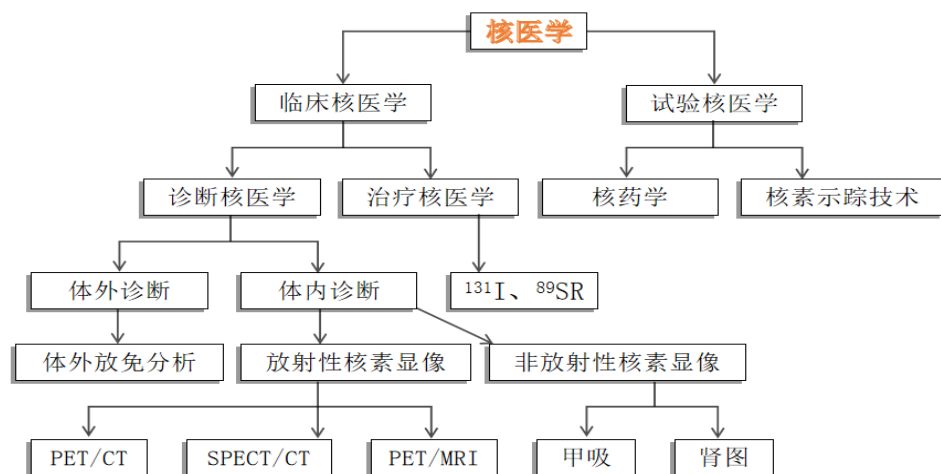 核医学
临床核医学
试验核医学
诊断核医学
治疗核医学
核药学
核素示踪技术
体外诊断
体内诊断
¹³¹I、⁸⁹SR
体外放免分析
放射性核素显像
非放射性核素显像
PET/CT
SPECT/CT
PET/MRI
甲吸
肾图